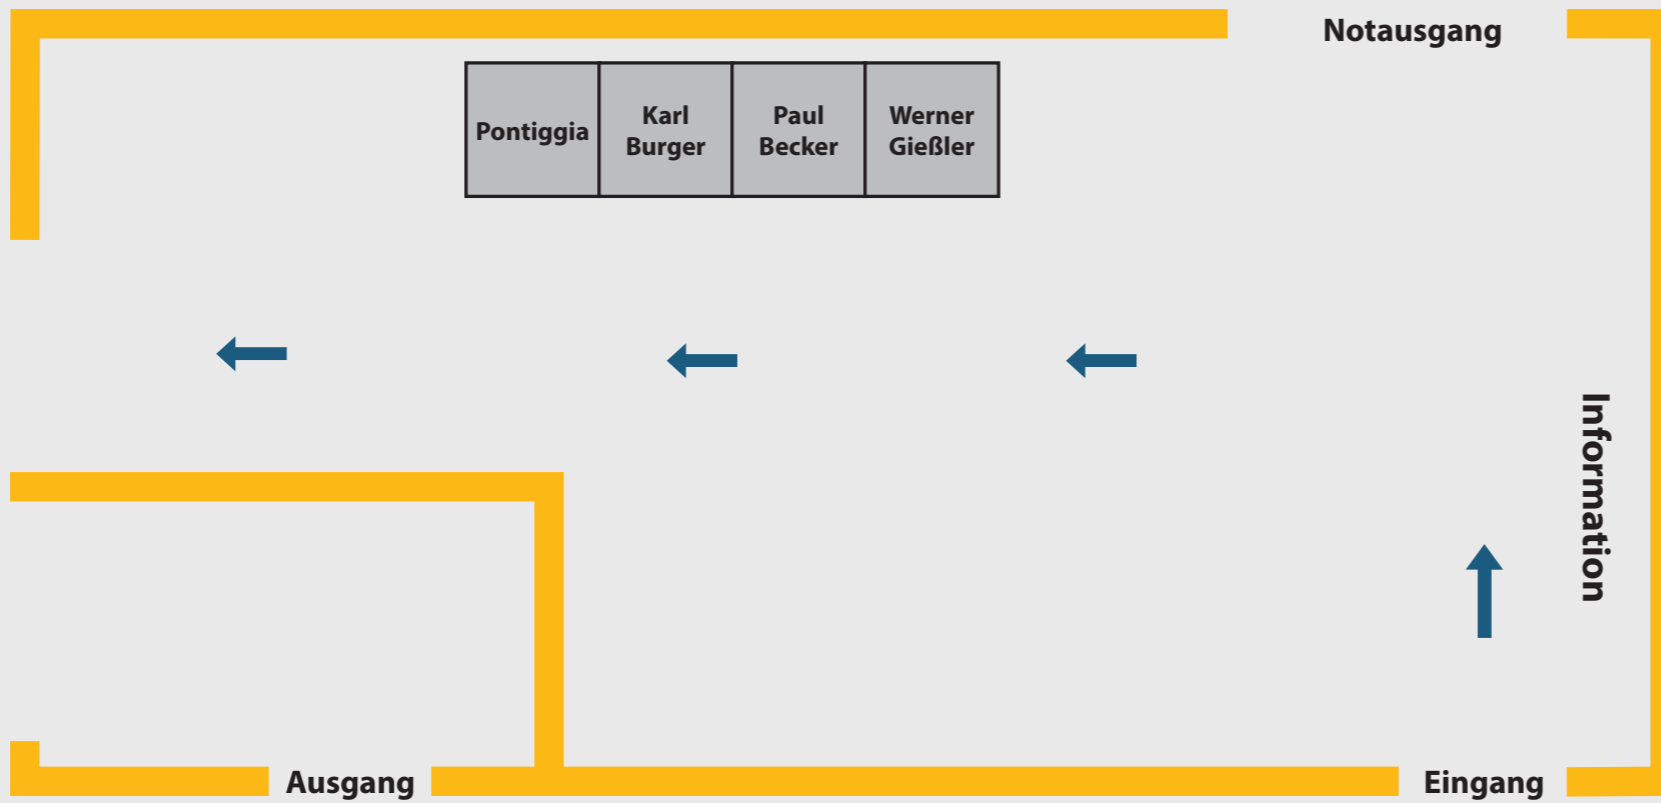 Notausgang
Pontiggia
Karl
Burger
Paul
Becker
Werner
Gießler
Information
Ausgang
Eingang